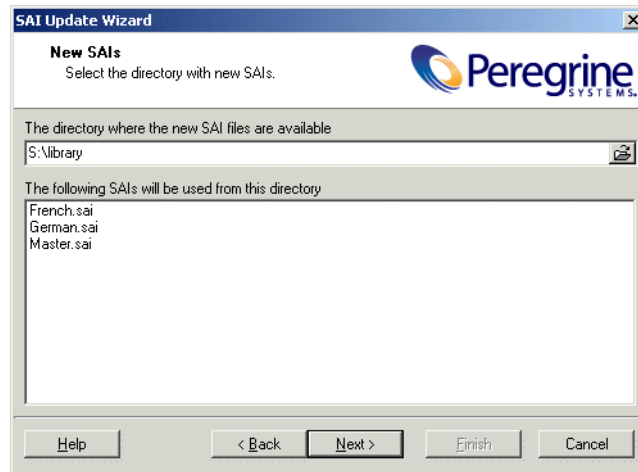 SAI Update Wizard
New SAIs
Select the directory with new SAIs.
Peregrine
SYSTEMS
The directory where the new SAI files are available
S:\library
The following SAIs will be used from this directory
French.sai
German.sai
Master.sai
Help
< Back
Next >
Finish
Cancel